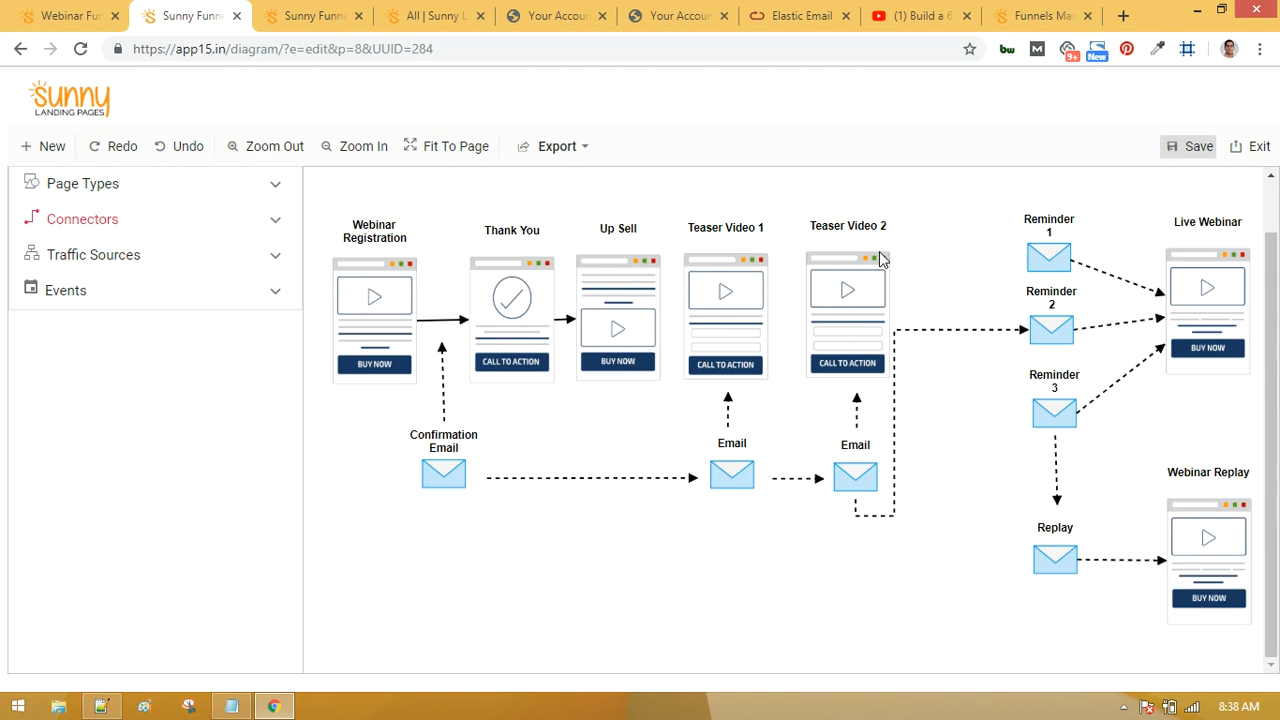 Webinar Fu
Sunny Funn
Sunny Funn
All | Sunny L
Your Accou
Your Accou
Elastic Email
(1) Build a 6
Funnels Mas
https://app15.in/diagram/?e=edit&p=8&UUID=284
bw
M
9+
New
sunny
LANDING PAGES
New
Redo
Undo
Zoom Out
Zoom In
Fit To Page
Export
Save
Exit
Page Types
Connectors
Traffic Sources
Events
Webinar
Registration
BUY NOW
Thank You
CALL TO ACTION
Up Sell
BUY NOW
Teaser Video 1
CALL TO ACTION
Teaser Video 2
CALL TO ACTION
Reminder
1
Reminder
2
Reminder
3
Live Webinar
BUY NOW
Confirmation
Email
Email
Email
Replay
Webinar Replay
BUY NOW
8:38 AM